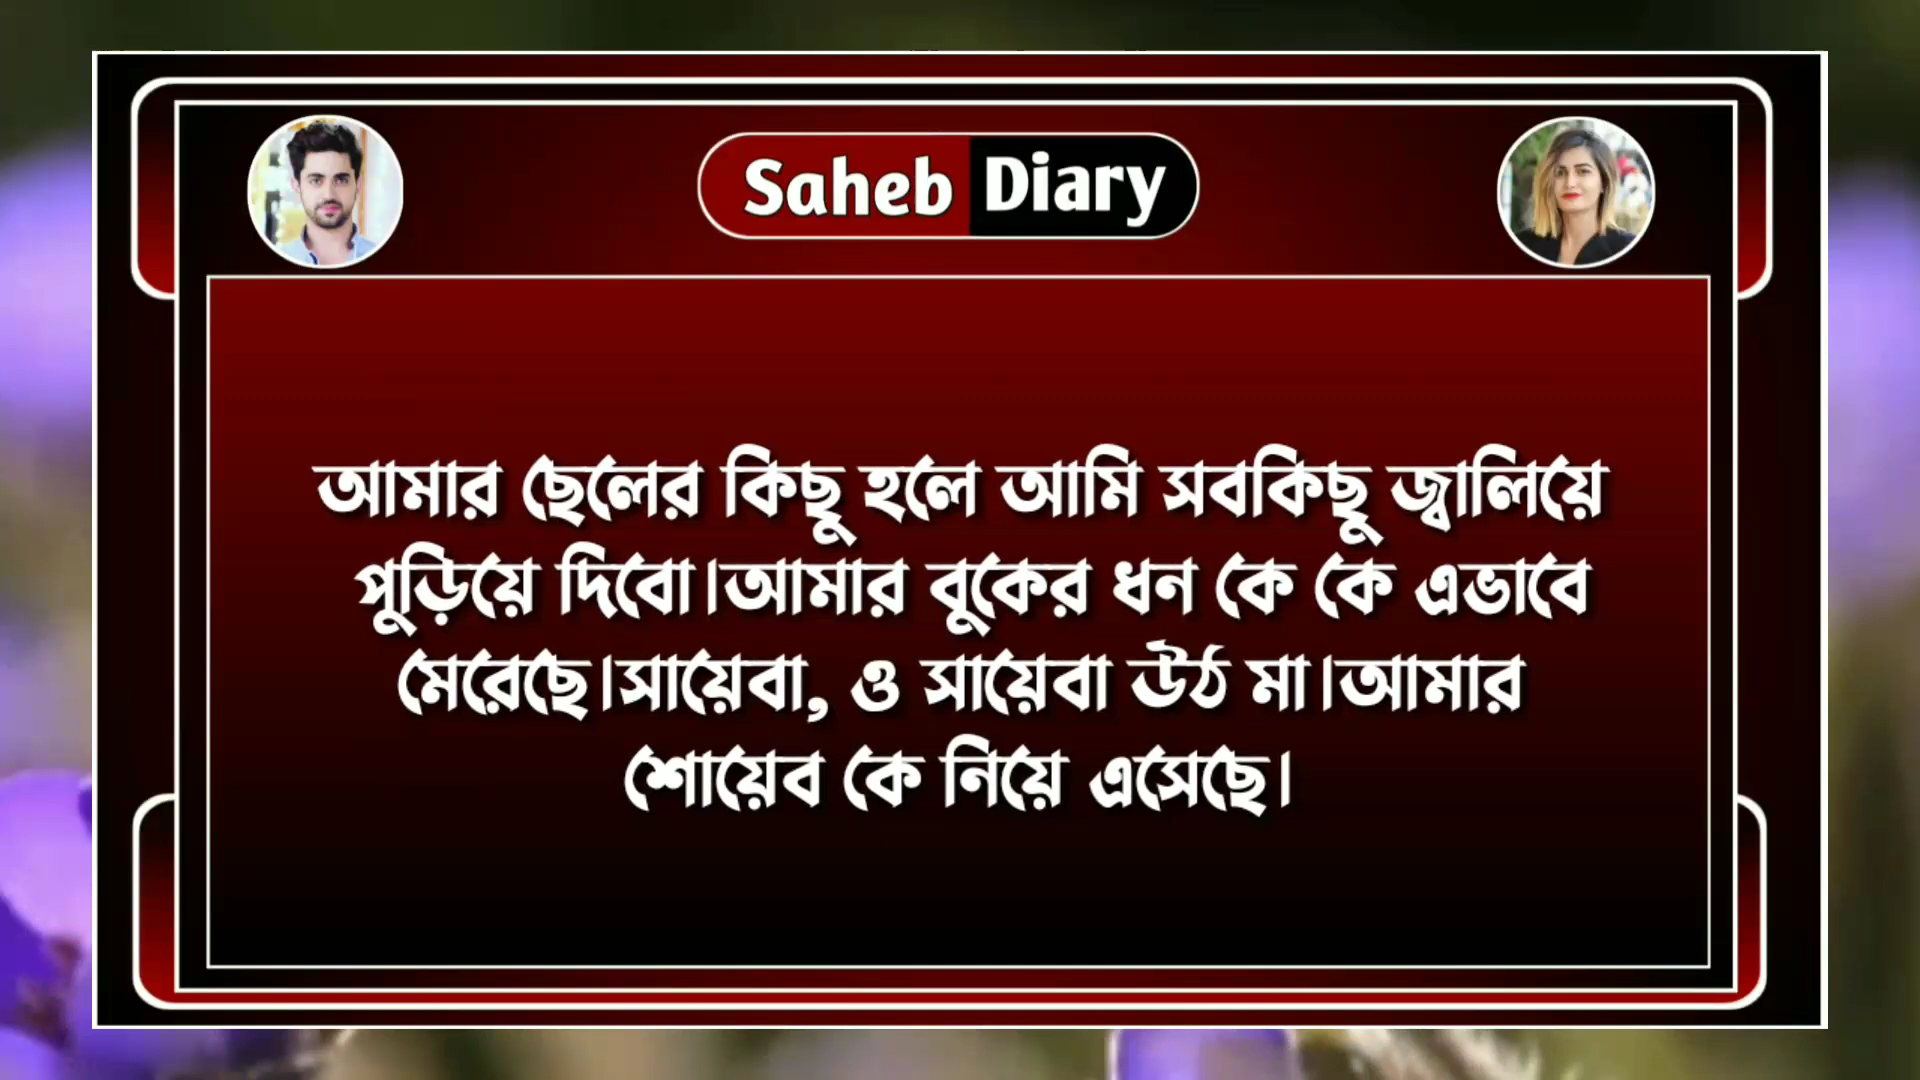 Saheb Diary
আমার ছেলের কিছু হলে আমি সবকিছু জ্বালিয়ে
পুড়িয়ে দিবো।আমার বুকের ধন কে কে এভাবে
মেরেছে।সায়েবা, ও সায়েবা উঠ মা।আমার
শোয়েব কে নিয়ে এসেছে।